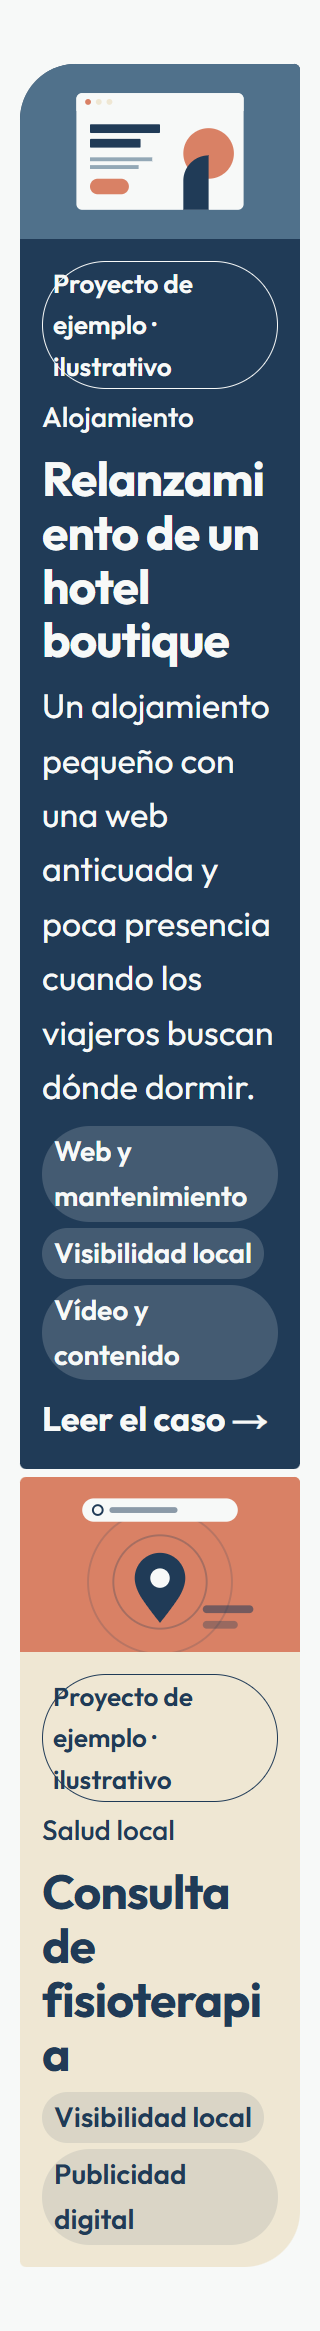 Proyecto de
ejemplo ·
ilustrativo
Alojamiento
Relanzami
ento de un
hotel
boutique
Un alojamiento
pequeño con
una web
anticuada y
poca presencia
cuando los
viajeros buscan
dónde dormir.
Web y
mantenimiento
Visibilidad local
Vídeo y
contenido
Leer el caso →
Proyecto de
ejemplo ·
ilustrativo
Salud local
Consulta
de
fisioterapi
a
Visibilidad local
Publicidad
digital